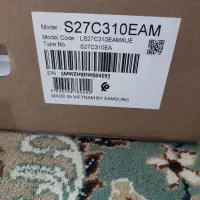 Model S27C310EAM
Model Code : LS27C310EAMXUE
Type No. : S27C310EA
S/N :
MADE IN VIETNAM BY SAMSUNG